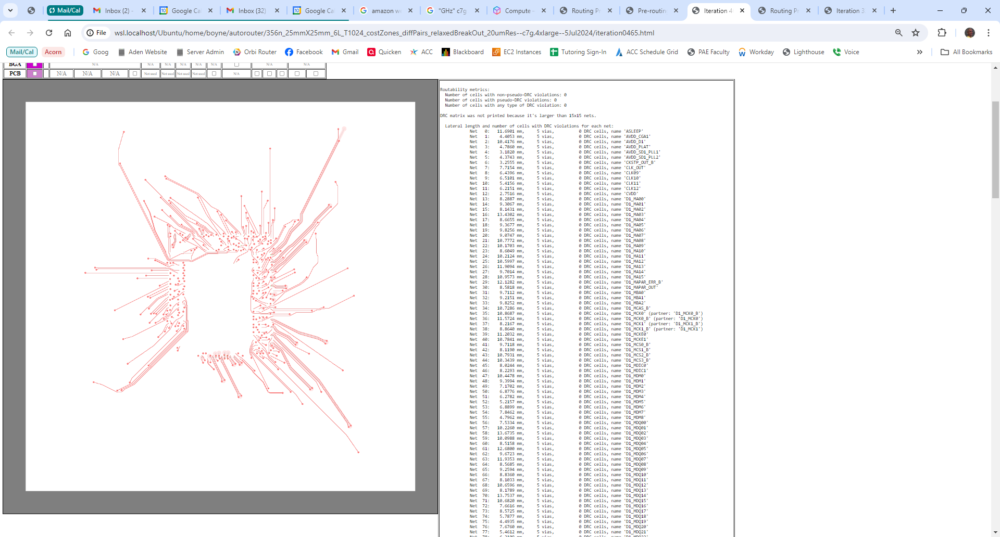 Mail/Cal
Inbox (2) -
Google Cal
Inbox (32)
Google Cal
amazon we
"GHz" c7g
Compute -
Routing Pr
Pre-routin
Iteration 4
Routing Pr
Iteration 3
File
wsl.localhost/Ubuntu/home/boyne/autorouter/356n_25mmX25mm_6L_T1024_costZones_diffPairs_relaxedBreakOut_20umRes--c7g.4xlarge--5Jul2024/iteration0465.html
Mail/Cal Acorn Goog Aden Website Server Admin Orbi Router Facebook Gmail Quicken ACC Blackboard EC2 Instances Tutoring Sign-In ACC Schedule Grid PAE Faculty Workday Lighthouse Voice » All Bookmarks
BGA N/A N/A N/A N/A N/A N/A N/A N/A
PCB N/A N/A N/A Not used Not used Not used Not used N/A
Routability metrics:
Number of cells with non-pseudo-DRC violations: 0
Number of cells with pseudo-DRC violations: 0
Number of cells with any type of DRC violation: 0
DRC matrix was not printed because it's larger than 15x15 nets.
Lateral length and number of cells with DRC violations for each net:
Net 0: 11.6901 mm, 5 vias, 0 DRC cells, name 'ASLEEP'
Net 1: 4.4053 mm, 5 vias, 0 DRC cells, name 'AVDD_CGA1'
Net 2: 10.4176 mm, 5 vias, 0 DRC cells, name 'AVDD_D1'
Net 3: 4.7860 mm, 5 vias, 0 DRC cells, name 'AVDD_PLAT'
Net 4: 3.1820 mm, 5 vias, 0 DRC cells, name 'AVDD_SD1_PLL1'
Net 5: 4.3743 mm, 5 vias, 0 DRC cells, name 'AVDD_SD1_PLL2'
Net 6: 3.2555 mm, 5 vias, 0 DRC cells, name 'CKSTP_OUT_B'
Net 7: 7.7154 mm, 5 vias, 0 DRC cells, name 'CLK_OUT'
Net 8: 6.4396 mm, 5 vias, 0 DRC cells, name 'CLK09'
Net 9: 6.5101 mm, 5 vias, 0 DRC cells, name 'CLK10'
Net 10: 5.4156 mm, 5 vias, 0 DRC cells, name 'CLK11'
Net 11: 6.2151 mm, 5 vias, 0 DRC cells, name 'CLK12'
Net 12: 2.7516 mm, 5 vias, 0 DRC cells, name 'CVDD'
Net 13: 8.2887 mm, 5 vias, 0 DRC cells, name 'D1_MA00'
Net 14: 9.3067 mm, 5 vias, 0 DRC cells, name 'D1_MA01'
Net 15: 8.1431 mm, 5 vias, 0 DRC cells, name 'D1_MA02'
Net 16: 13.4302 mm, 5 vias, 0 DRC cells, name 'D1_MA03'
Net 17: 8.6655 mm, 5 vias, 0 DRC cells, name 'D1_MA04'
Net 18: 9.3677 mm, 5 vias, 0 DRC cells, name 'D1_MA05'
Net 19: 9.8256 mm, 5 vias, 0 DRC cells, name 'D1_MA06'
Net 20: 9.0747 mm, 5 vias, 0 DRC cells, name 'D1_MA07'
Net 21: 10.7772 mm, 5 vias, 0 DRC cells, name 'D1_MA08'
Net 22: 10.1703 mm, 5 vias, 0 DRC cells, name 'D1_MA09'
Net 23: 8.6049 mm, 5 vias, 0 DRC cells, name 'D1_MA10'
Net 24: 10.2124 mm, 5 vias, 0 DRC cells, name 'D1_MA11'
Net 25: 10.5997 mm, 5 vias, 0 DRC cells, name 'D1_MA12'
Net 26: 11.9094 mm, 5 vias, 0 DRC cells, name 'D1_MA13'
Net 27: 9.7014 mm, 5 vias, 0 DRC cells, name 'D1_MA14'
Net 28: 10.9573 mm, 5 vias, 0 DRC cells, name 'D1_MA15'
Net 29: 12.1282 mm, 5 vias, 0 DRC cells, name 'D1_MAPAR_ERR_B'
Net 30: 8.5818 mm, 5 vias, 0 DRC cells, name 'D1_MAPAR_OUT'
Net 31: 9.7112 mm, 5 vias, 0 DRC cells, name 'D1_MBA0'
Net 32: 9.2151 mm, 5 vias, 0 DRC cells, name 'D1_MBA1'
Net 33: 9.8252 mm, 5 vias, 0 DRC cells, name 'D1_MBA2'
Net 34: 10.7286 mm, 5 vias, 0 DRC cells, name 'D1_MCAS_B'
Net 35: 10.8687 mm, 5 vias, 0 DRC cells, name 'D1_MCK0' (partner: 'D1_MCK0_B')
Net 36: 11.5724 mm, 5 vias, 0 DRC cells, name 'D1_MCK0_B' (partner: 'D1_MCK0')
Net 37: 8.2167 mm, 5 vias, 0 DRC cells, name 'D1_MCK1' (partner: 'D1_MCK1_B')
Net 38: 8.8640 mm, 5 vias, 0 DRC cells, name 'D1_MCK1_B' (partner: 'D1_MCK1')
Net 39: 11.2032 mm, 5 vias, 0 DRC cells, name 'D1_MCKE0'
Net 40: 10.7841 mm, 5 vias, 0 DRC cells, name 'D1_MCKE1'
Net 41: 9.7118 mm, 5 vias, 0 DRC cells, name 'D1_MCS0_B'
Net 42: 8.1190 mm, 5 vias, 0 DRC cells, name 'D1_MCS1_B'
Net 43: 10.7931 mm, 5 vias, 0 DRC cells, name 'D1_MCS2_B'
Net 44: 10.3439 mm, 5 vias, 0 DRC cells, name 'D1_MCS3_B'
Net 45: 8.0244 mm, 5 vias, 0 DRC cells, name 'D1_MDIC0'
Net 46: 8.2293 mm, 5 vias, 0 DRC cells, name 'D1_MDIC1'
Net 47: 10.4478 mm, 5 vias, 0 DRC cells, name 'D1_MDM0'
Net 48: 9.3994 mm, 5 vias, 0 DRC cells, name 'D1_MDM1'
Net 49: 7.1702 mm, 5 vias, 0 DRC cells, name 'D1_MDM2'
Net 50: 6.8776 mm, 5 vias, 0 DRC cells, name 'D1_MDM3'
Net 51: 6.2782 mm, 5 vias, 0 DRC cells, name 'D1_MDM4'
Net 52: 5.2157 mm, 5 vias, 0 DRC cells, name 'D1_MDM5'
Net 53: 6.8899 mm, 5 vias, 0 DRC cells, name 'D1_MDM6'
Net 54: 7.8462 mm, 5 vias, 0 DRC cells, name 'D1_MDM7'
Net 55: 4.7962 mm, 5 vias, 0 DRC cells, name 'D1_MDM8'
Net 56: 7.5334 mm, 5 vias, 0 DRC cells, name 'D1_MDQ00'
Net 57: 10.2260 mm, 5 vias, 0 DRC cells, name 'D1_MDQ01'
Net 58: 13.6735 mm, 5 vias, 0 DRC cells, name 'D1_MDQ02'
Net 59: 10.0988 mm, 5 vias, 0 DRC cells, name 'D1_MDQ03'
Net 60: 8.5158 mm, 5 vias, 0 DRC cells, name 'D1_MDQ04'
Net 61: 12.6800 mm, 5 vias, 0 DRC cells, name 'D1_MDQ05'
Net 62: 9.6723 mm, 5 vias, 0 DRC cells, name 'D1_MDQ06'
Net 63: 11.9353 mm, 5 vias, 0 DRC cells, name 'D1_MDQ07'
Net 64: 8.5685 mm, 5 vias, 0 DRC cells, name 'D1_MDQ08'
Net 65: 9.2594 mm, 5 vias, 0 DRC cells, name 'D1_MDQ09'
Net 66: 8.8360 mm, 5 vias, 0 DRC cells, name 'D1_MDQ10'
Net 67: 8.1033 mm, 5 vias, 0 DRC cells, name 'D1_MDQ11'
Net 68: 10.6596 mm, 5 vias, 0 DRC cells, name 'D1_MDQ12'
Net 69: 8.1789 mm, 5 vias, 0 DRC cells, name 'D1_MDQ13'
Net 70: 13.7537 mm, 5 vias, 0 DRC cells, name 'D1_MDQ14'
Net 71: 10.6820 mm, 5 vias, 0 DRC cells, name 'D1_MDQ15'
Net 72: 7.6616 mm, 5 vias, 0 DRC cells, name 'D1_MDQ16'
Net 73: 8.5725 mm, 5 vias, 0 DRC cells, name 'D1_MDQ17'
Net 74: 5.7877 mm, 5 vias, 0 DRC cells, name 'D1_MDQ18'
Net 75: 4.4935 mm, 5 vias, 0 DRC cells, name 'D1_MDQ19'
Net 76: 7.6760 mm, 5 vias, 0 DRC cells, name 'D1_MDQ20'
Net 77: 5.4612 mm, 5 vias, 0 DRC cells, name 'D1_MDQ21'